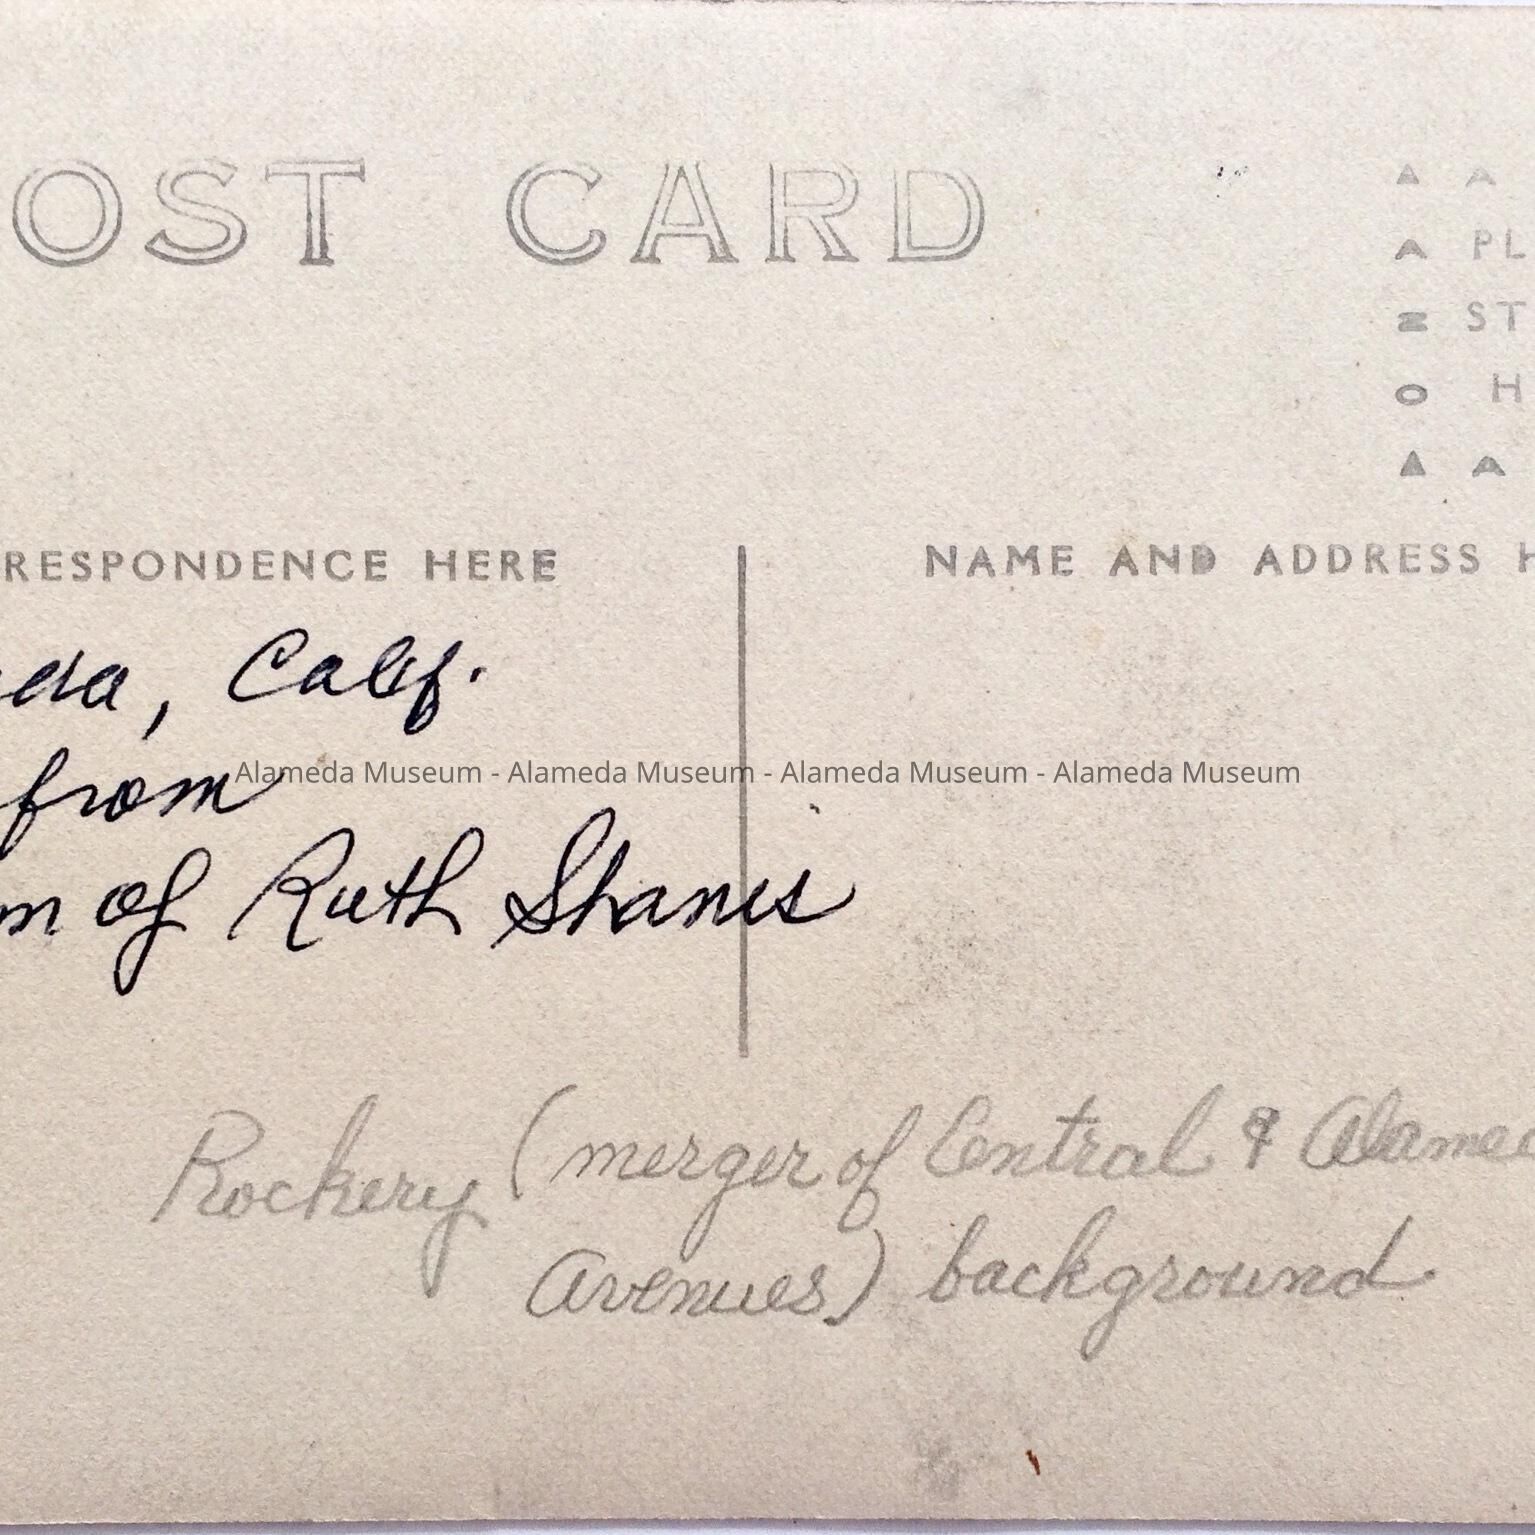 OST CARD
PL
ST
H
RESPONDENCE HERE
NAME AND ADDRESS H
eda, Calif.
from
Alameda Museum - Alameda Museum - Alameda Museum - Alameda Museum
m of Ruth Shanis
Rockery (merger of Central & Alamed
Avenues) background